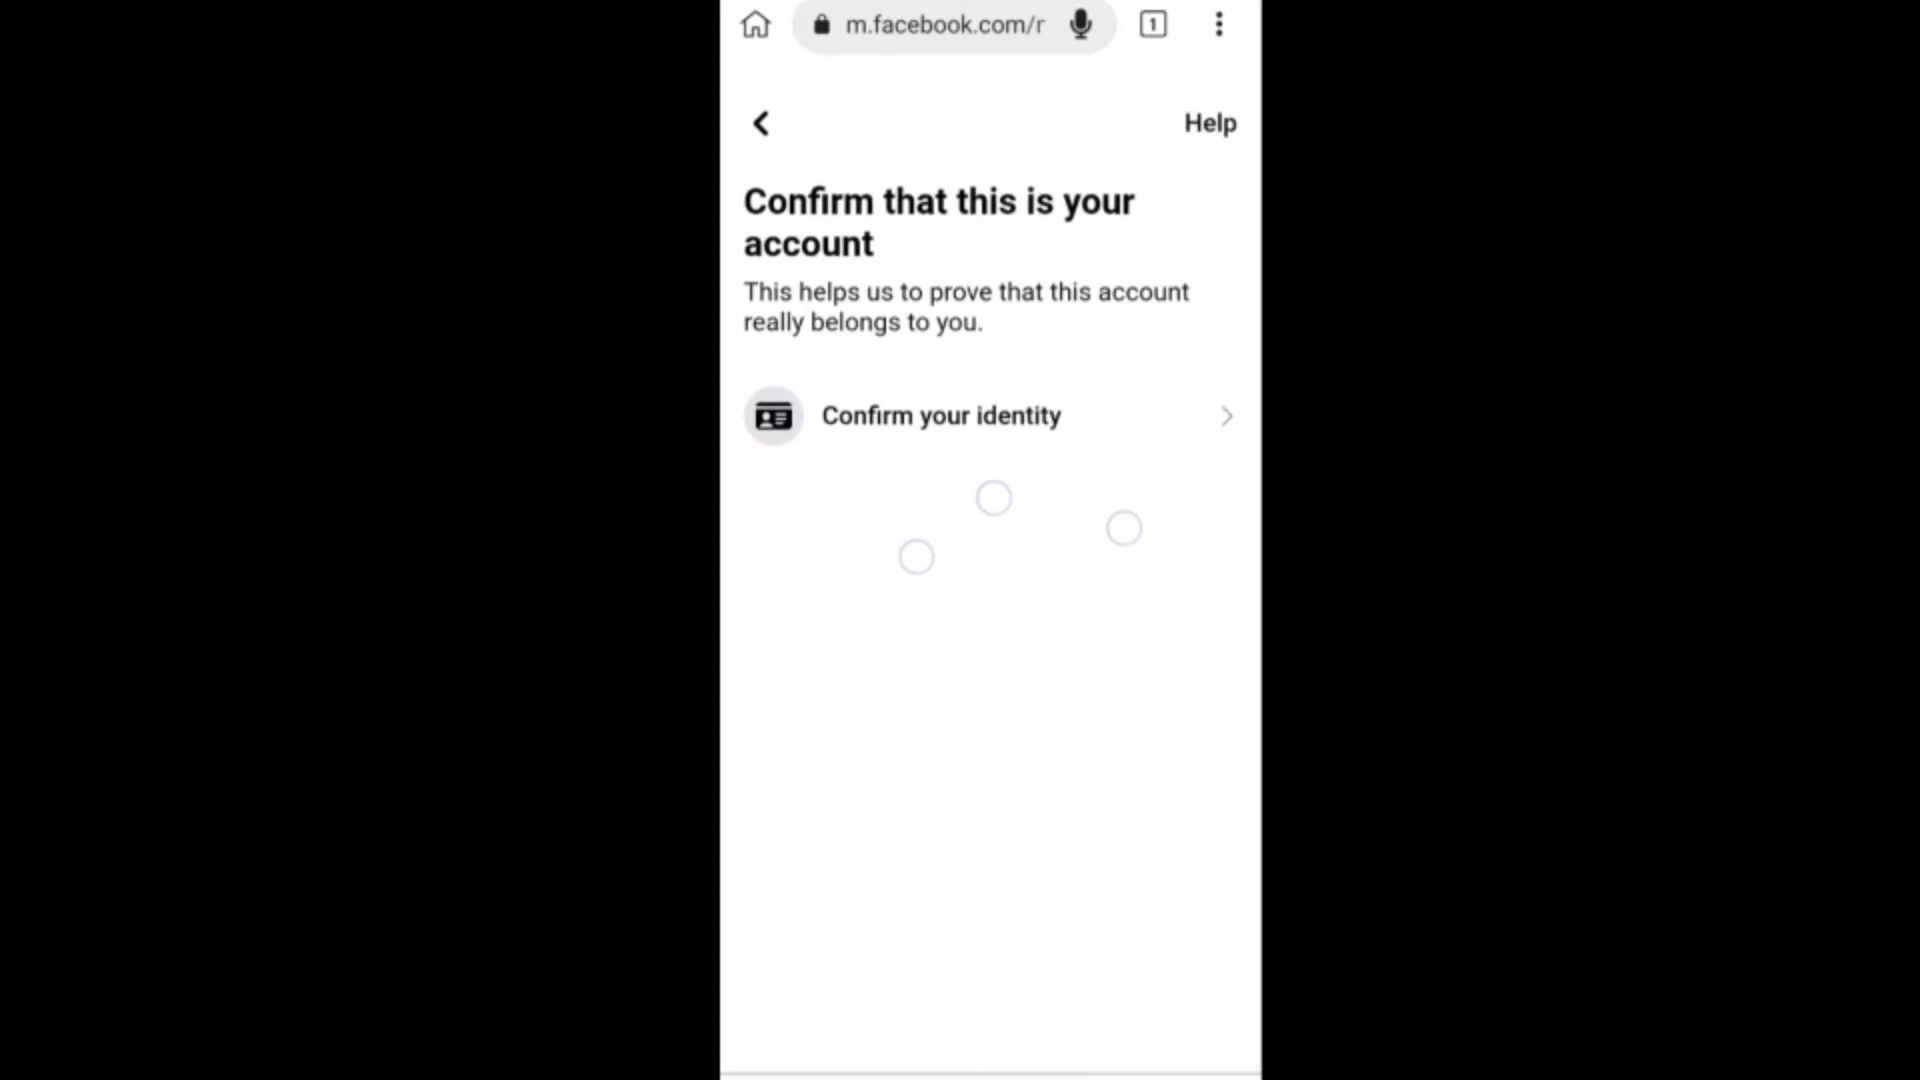 m.facebook.com/r
1
Help
Confirm that this is your
account
This helps us to prove that this account
really belongs to you.
Confirm your identity